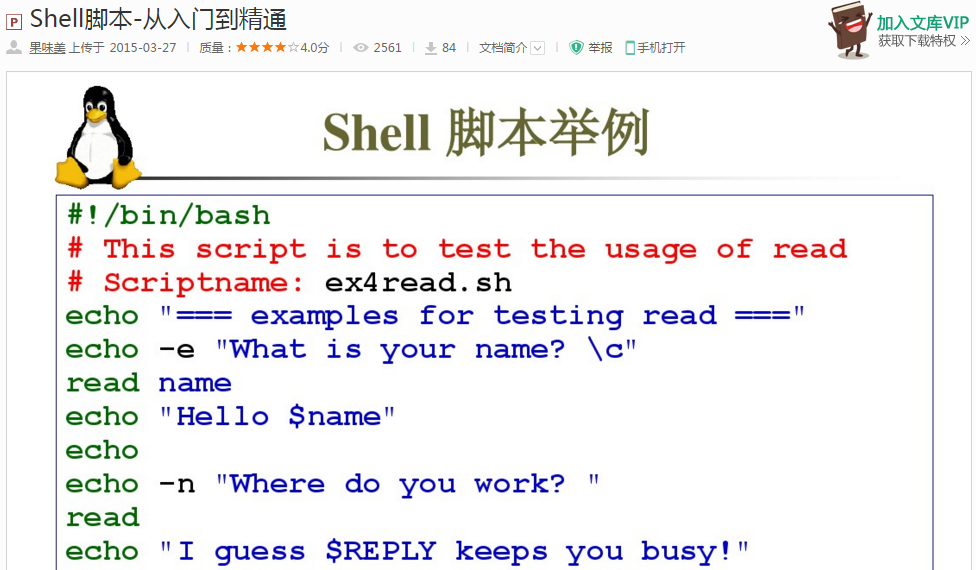 P Shell脚本-从入门到精通
果味美 上传于 2015-03-27 质量：4.0分 2561 84 文档简介 举报 手机打开
加入文库VIP
获取下载特权
Shell 脚本举例
#!/bin/bash
# This script is to test the usage of read
# Scriptname: ex4read.sh
echo "=== examples for testing read ==="
echo -e "What is your name? \c"
read name
echo "Hello $name"
echo
echo -n "Where do you work? "
read
echo "I guess $REPLY keeps you busy!"